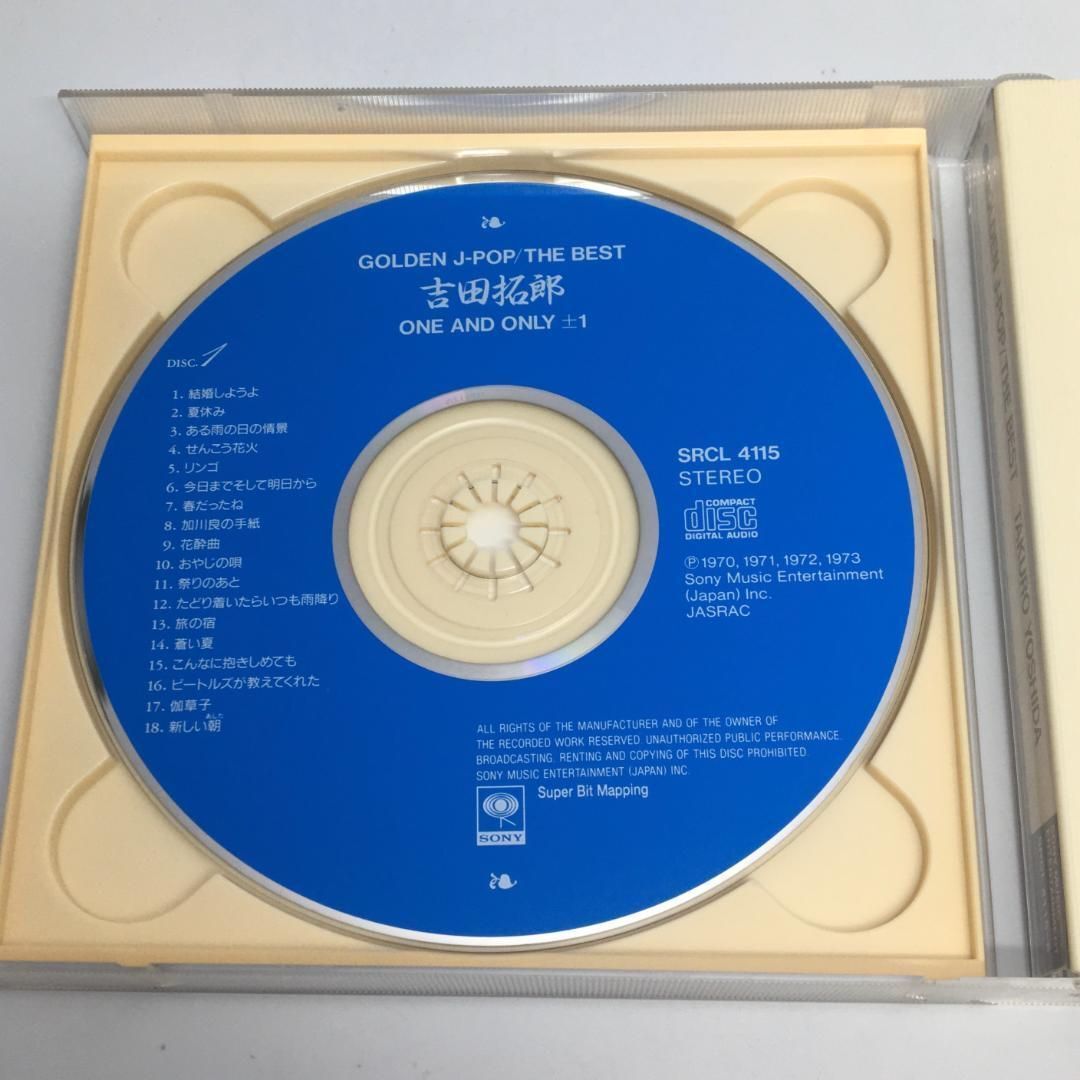 GOLDEN J-POP/THE BEST
吉田拓郎
ONE AND ONLY ±1
DISC. 1
1. 結婚しようよ
2. 夏休み
3. ある雨の日の情景
4. せんこう花火
5. リンゴ
6. 今日までそして明日から
7. 春だったね
8. 加川良の手紙
9. 花酔曲
10. おやじの唄
11. 祭りのあと
12. たどり着いたらいつも雨降り
13. 旅の宿
14. 蒼い夏
15. こんなに抱きしめても
16. ビートルズが教えてくれた
17. 伽草子
あした
18. 新しい朝
SRCL 4115
STEREO
COMPACT
disc
DIGITAL AUDIO
Ⓟ1970, 1971, 1972, 1973
Sony Music Entertainment
(Japan) Inc.
JASRAC
ALL RIGHTS OF THE MANUFACTURER AND OF THE OWNER OF
THE RECORDED WORK RESERVED. UNAUTHORIZED PUBLIC PERFORMANCE.
BROADCASTING. RENTING AND COPYING OF THIS DISC PROHIBITED.
SONY MUSIC ENTERTAINMENT (JAPAN) INC.
Super Bit Mapping
SONY
GOLDEN J-POP/THE BEST TAKURO YOSHIDA